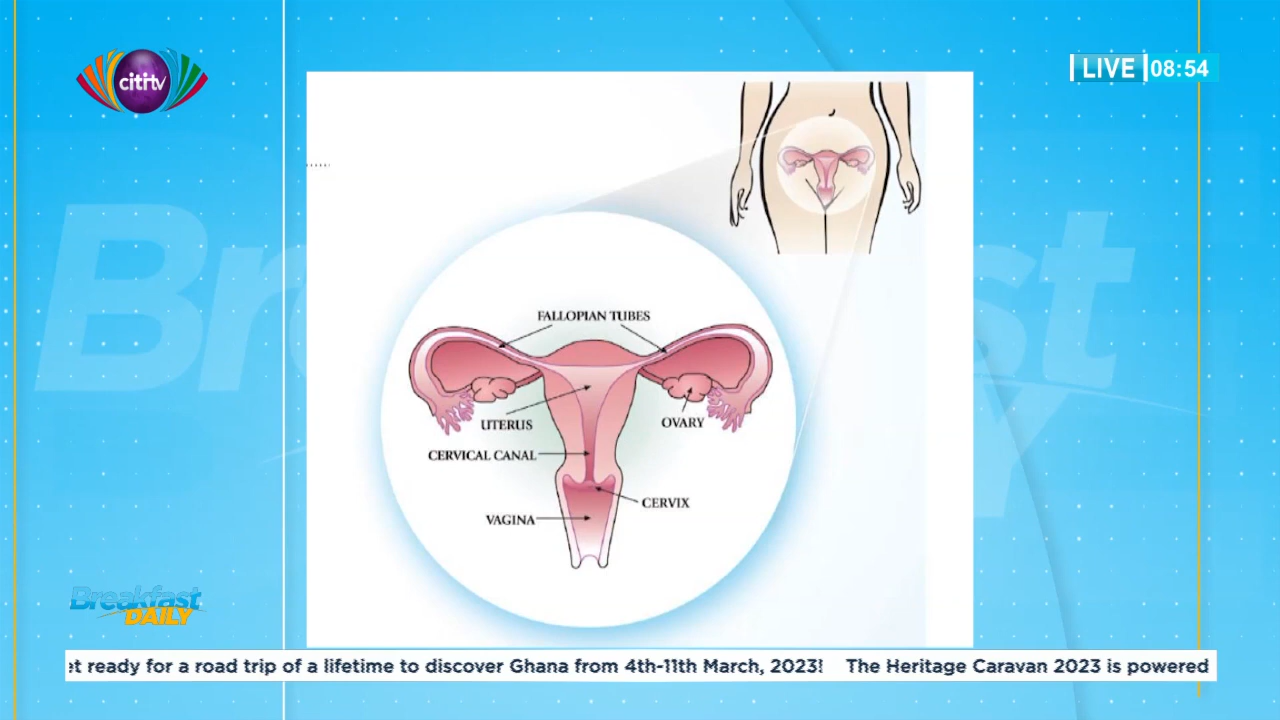 citi tv
LIVE 08:54
FALLOPIAN TUBES
UTERUS
OVARY
CERVICAL CANAL
CERVIX
VAGINA
Breakfast
DAILY
et ready for a road trip of a lifetime to discover Ghana from 4th-11th March, 2023! The Heritage Caravan 2023 is powered